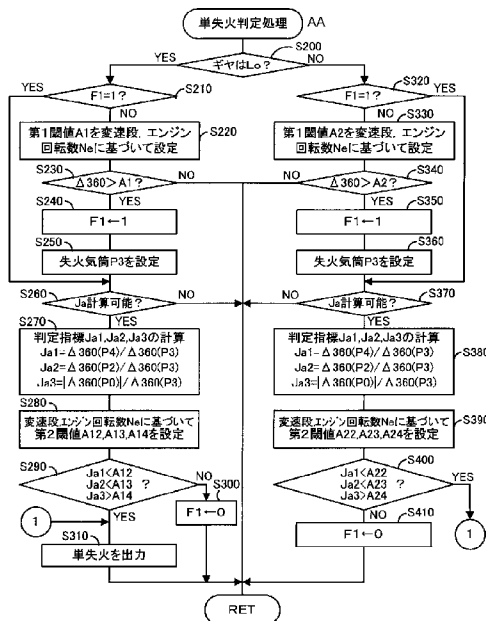 単失火判定処理 AA
S200
ギヤはLo?
YES
NO
YES
F1=1?
S210
NO
第1閾値A1を変速段、エンジン
回転数Neに基づいて設定
S220
S230
Δ360>A1?
NO
YES
S240
F1←1
S250
失火気筒P3を設定
S260
Ja計算可能?
NO
YES
S270
判定指標Ja1,Ja2,Ja3の計算
Ja1=Δ360(P4)/Δ360(P3)
Ja2=Δ360(P2)/Δ360(P3)
Ja3=|Δ360(P0)|/Δ360(P3)
S280
変速段エンジン回転数Neに基づいて
第2閾値A12,A13,A14を設定
S290
Ja1<A12
Ja2<A13 ?
Ja3>A14
NO
S300
F1←0
YES
1
S310
単失火を出力
S320
F1=1?
YES
NO
S330
第1閾値A2を変速段、エンジン
回転数Neに基づいて設定
S340
NO
Δ360>A2?
YES
S350
F1←1
S360
失火気筒P3を設定
S370
NO
Ja計算可能?
YES
判定指標Ja1,Ja2,Ja3の計算
Ja1=Δ360(P4)/Δ360(P3)
Ja2=Δ360(P2)/Δ360(P3)
Ja3=|Δ360(P0)|/Δ360(P3)
S380
変速段エンジン回転数Neに基づいて
第2閾値A22,A23,A24を設定
S390
S400
Ja1<A22
Ja2<A23 ?
Ja3>A24
YES
1
NO
S410
F1←0
RET